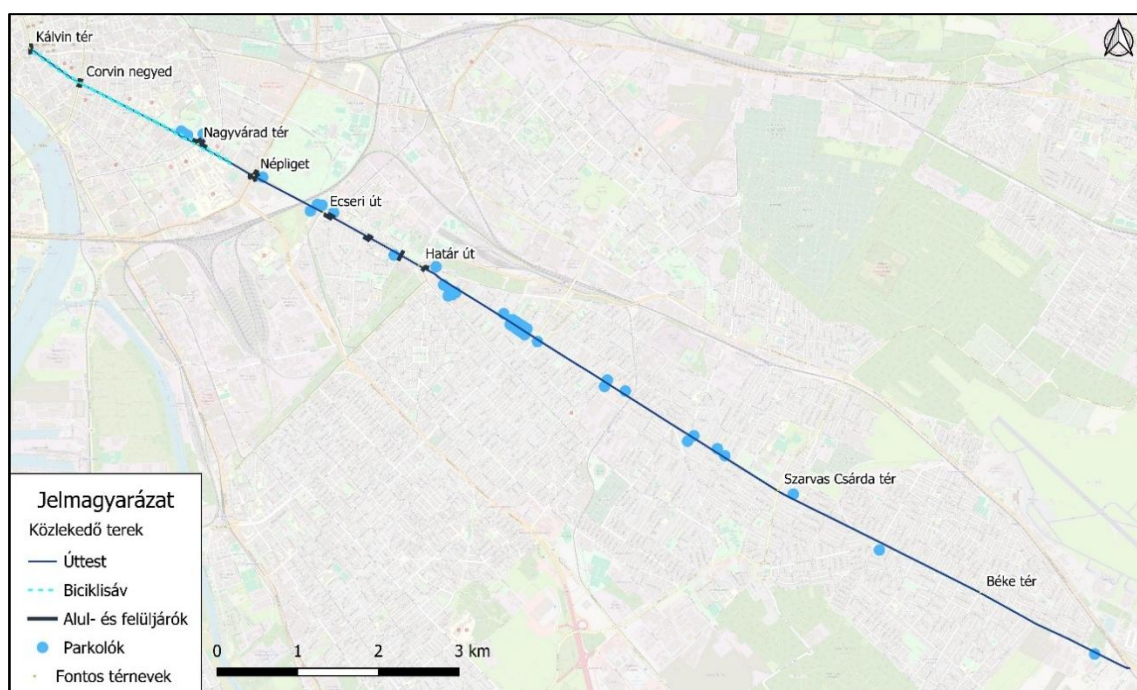 Kálvin tér
Corvin negyed
Nagyvárad tér
Népliget
Ecseri út
Határ út
Szarvas Csárda tér
Béke tér
Jelmagyarázat
Közlekedő terek
Úttest
Biciklisáv
Alul- és felüljárók
Parkolók
Fontos térnevek
0 1 2 3 km